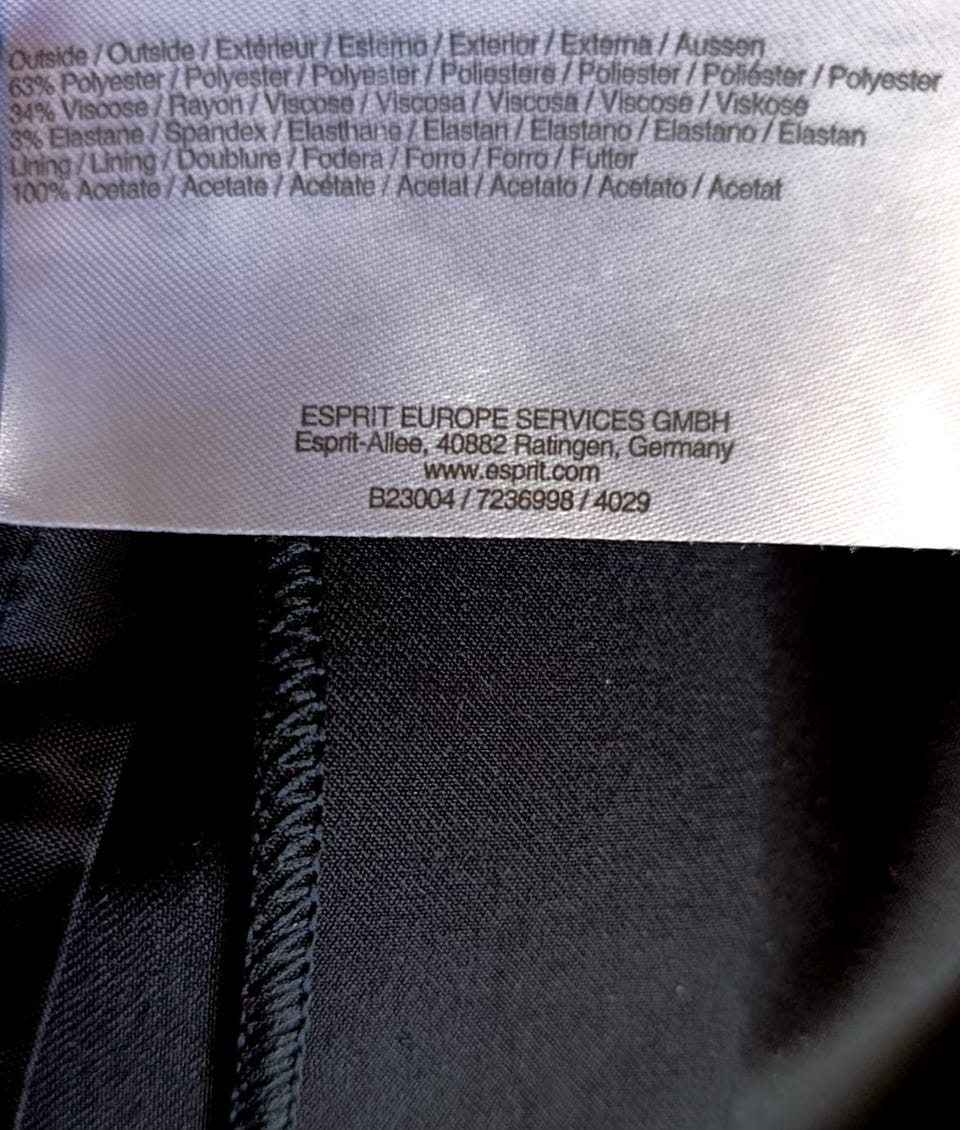 Outside / Outside / Extérieur / Esterno / Exterior / Externa / Aussen
63% Polyester / Polyester / Polyester / Poliestere / Poliester / Poliéster / Polyester
34% Viscose / Rayon / Viscose / Viscosa / Viscosa / Viscose / Viskose
3% Elastane / Spandex / Elasthane / Elastan / Elastano / Elastano / Elastan
Lining / Lining / Doublure / Fodera / Forro / Forro / Futter
100% Acetate / Acetate / Acétate / Acetat / Acetato / Acetato / Acetat
ESPRIT EUROPE SERVICES GMBH
Esprit-Allee, 40882 Ratingen, Germany
www.esprit.com
B23004 / 7236998 / 4029